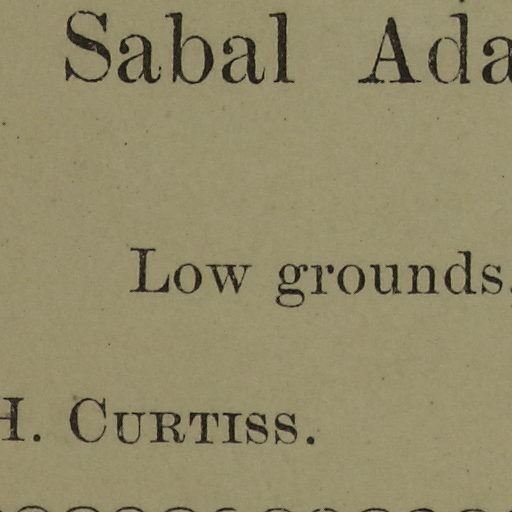 Sabal Ada
Low grounds,
H. CURTISS.